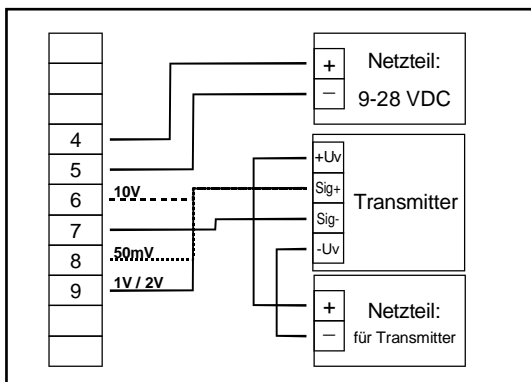 4
5
6
7
8
9
10V
50mV
1V / 2V
+
−
Netzteil:
9-28 VDC
+Uv
Sig+
Sig-
-Uv
Transmitter
+
−
Netzteil:
für Transmitter